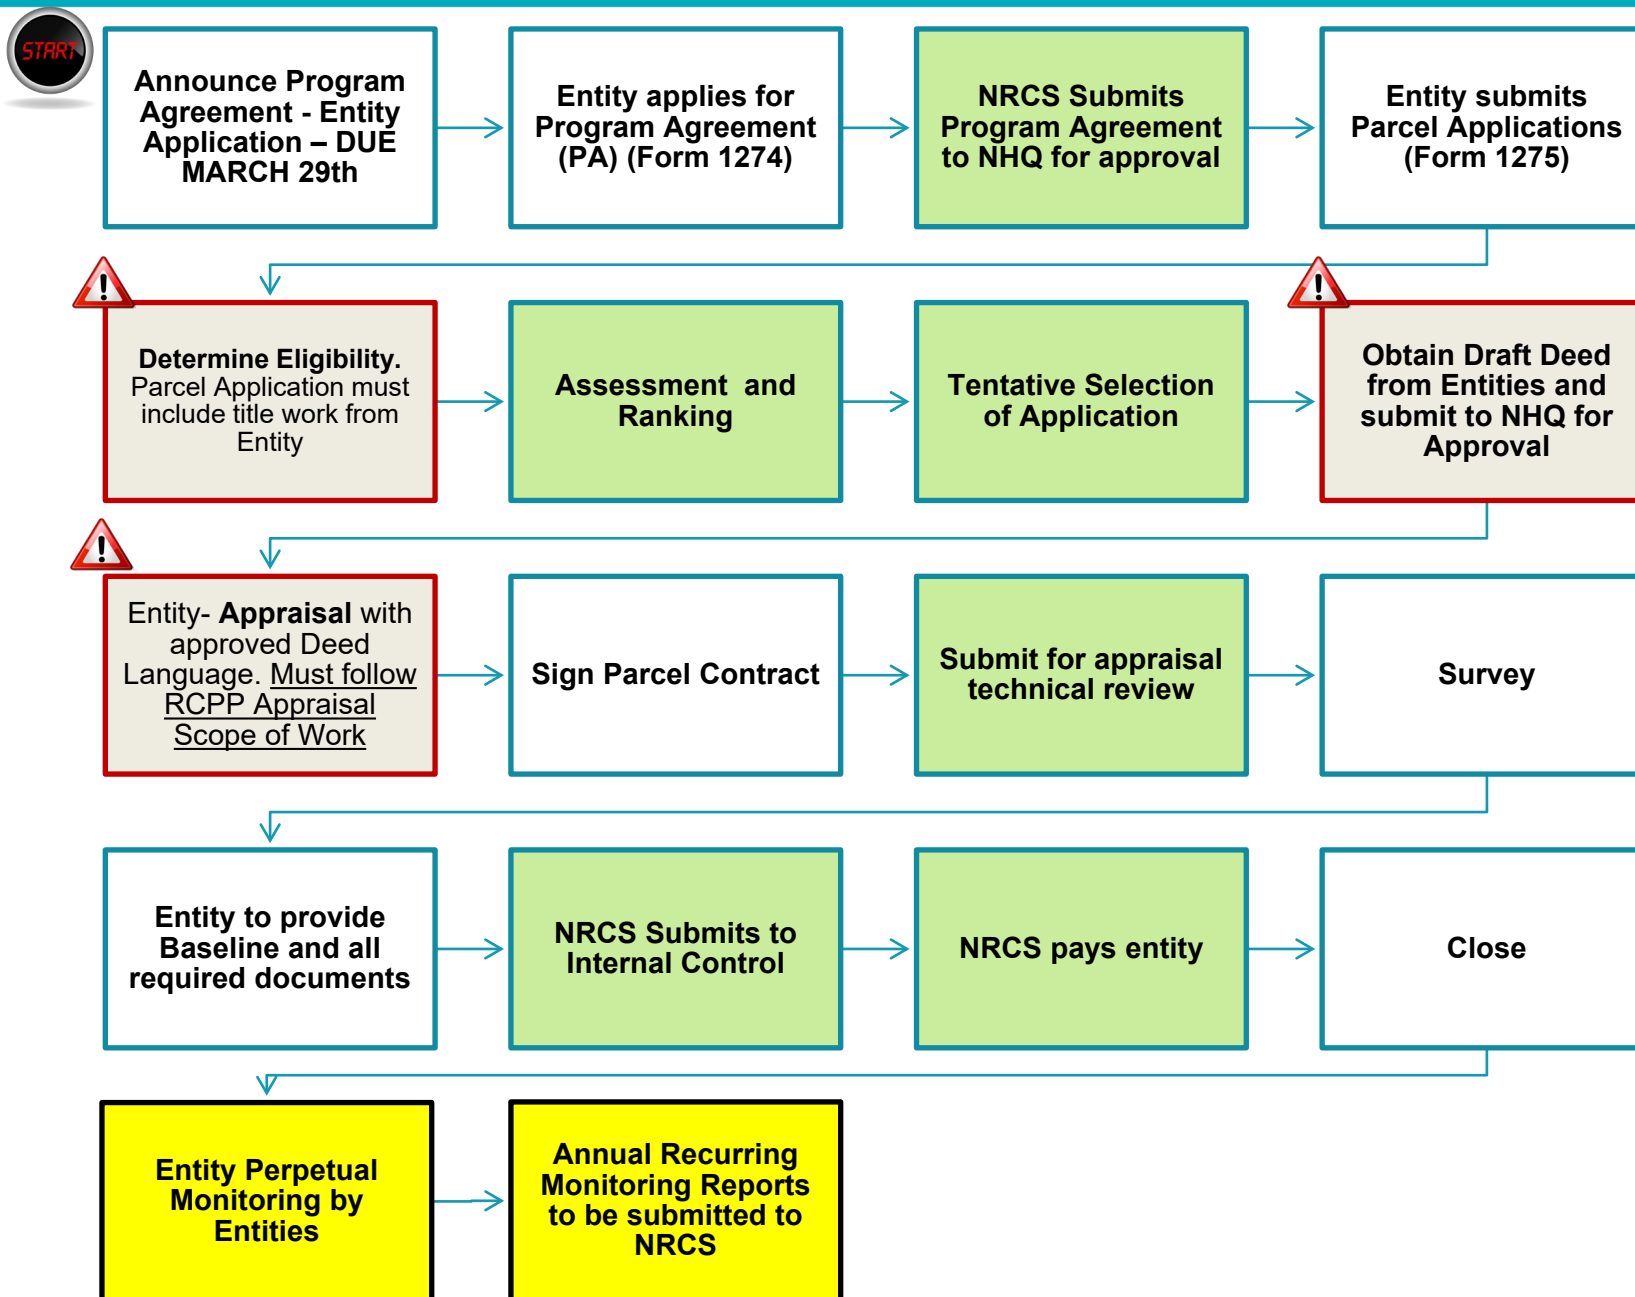 START
Announce Program
Agreement - Entity
Application – DUE
MARCH 29th
Entity applies for
Program Agreement
(PA) (Form 1274)
NRCS Submits
Program Agreement
to NHQ for approval
Entity submits
Parcel Applications
(Form 1275)
Determine Eligibility.
Parcel Application must
include title work from
Entity
Assessment and
Ranking
Tentative Selection
of Application
Obtain Draft Deed
from Entities and
submit to NHQ for
Approval
Entity- Appraisal with
approved Deed
Language. Must follow
RCPP Appraisal
Scope of Work
Sign Parcel Contract
Submit for appraisal
technical review
Survey
Entity to provide
Baseline and all
required documents
NRCS Submits to
Internal Control
NRCS pays entity
Close
Entity Perpetual
Monitoring by
Entities
Annual Recurring
Monitoring Reports
to be submitted to
NRCS